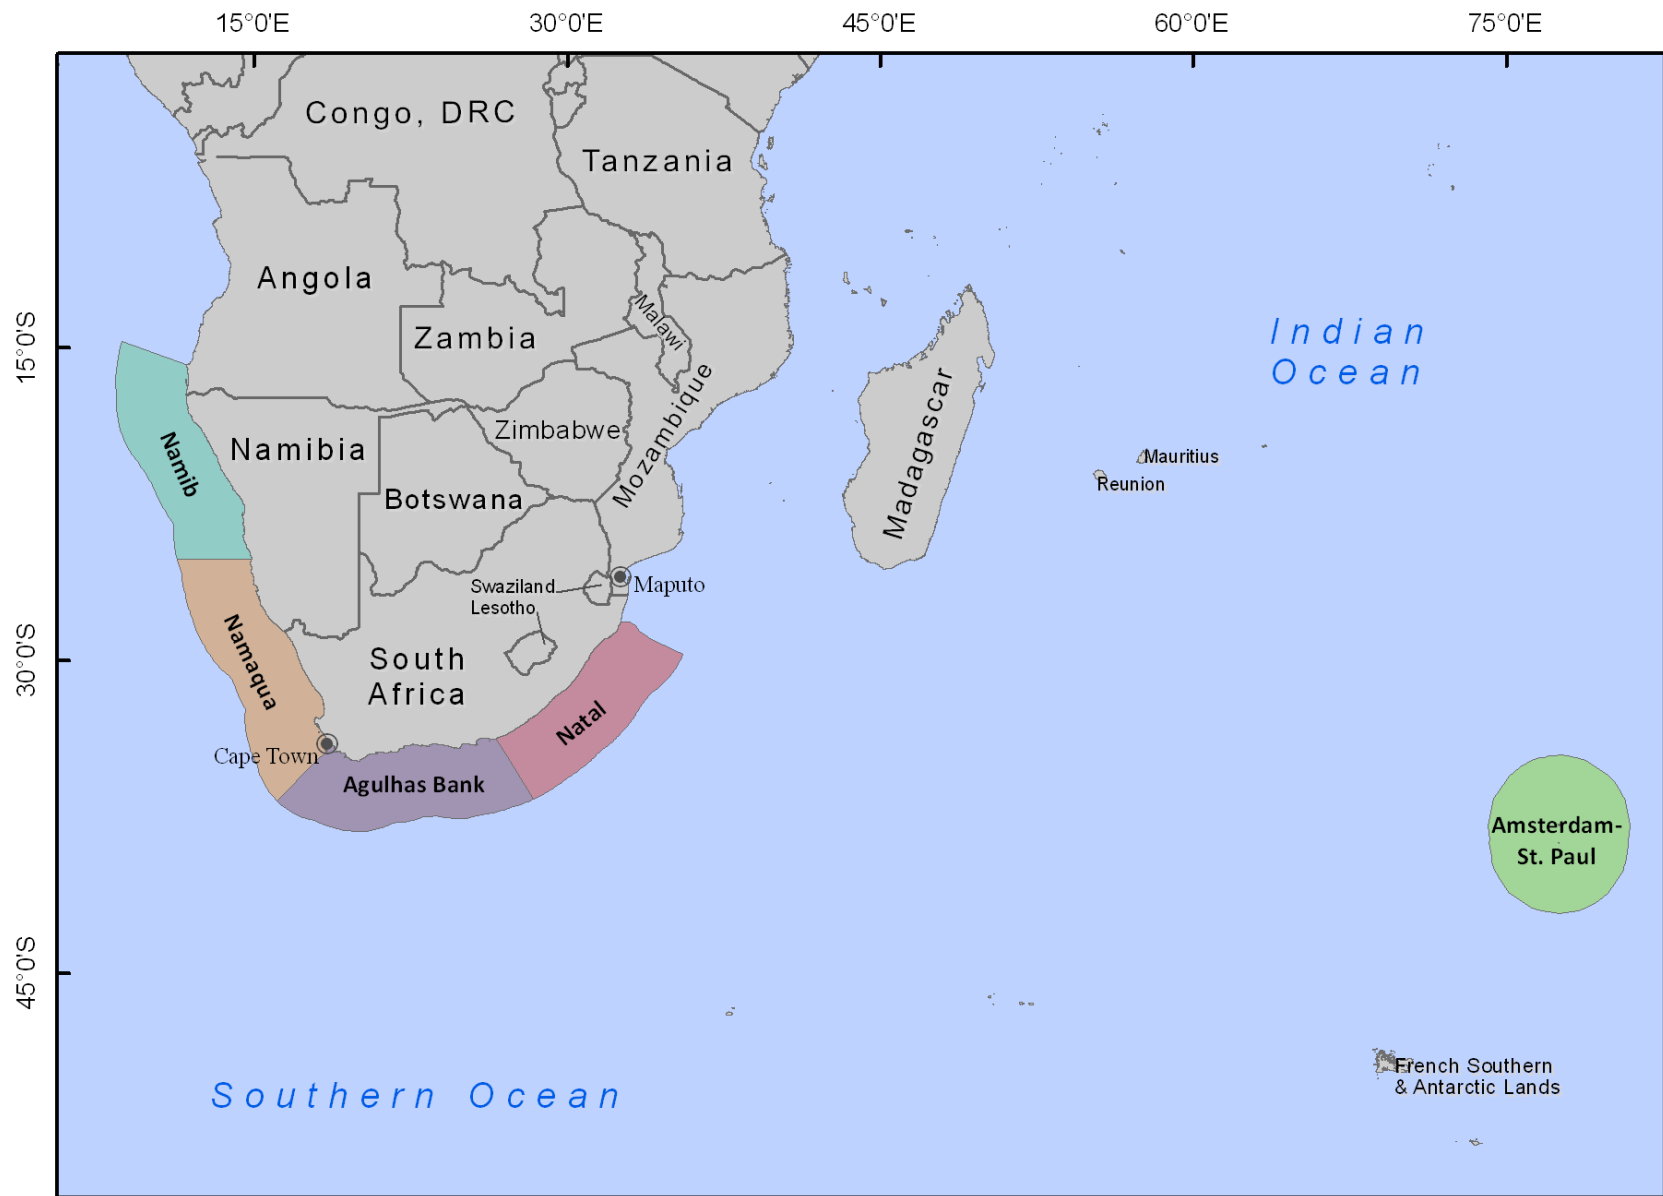 15°0'E
30°0'E
45°0'E
60°0'E
75°0'E
Congo, DRC
Tanzania
Angola
Malawi
Zambia
15°0'S
Indian
Ocean
Mozambique
Madagascar
Zimbabwe
Namibia
Namib
Botswana
Mauritius
Reunion
Swaziland
Lesotho
Maputo
30°0'S
South
Africa
Namaqua
Natal
Cape Town
Agulhas Bank
Amsterdam-
St. Paul
45°0'S
French Southern
& Antarctic Lands
Southern Ocean